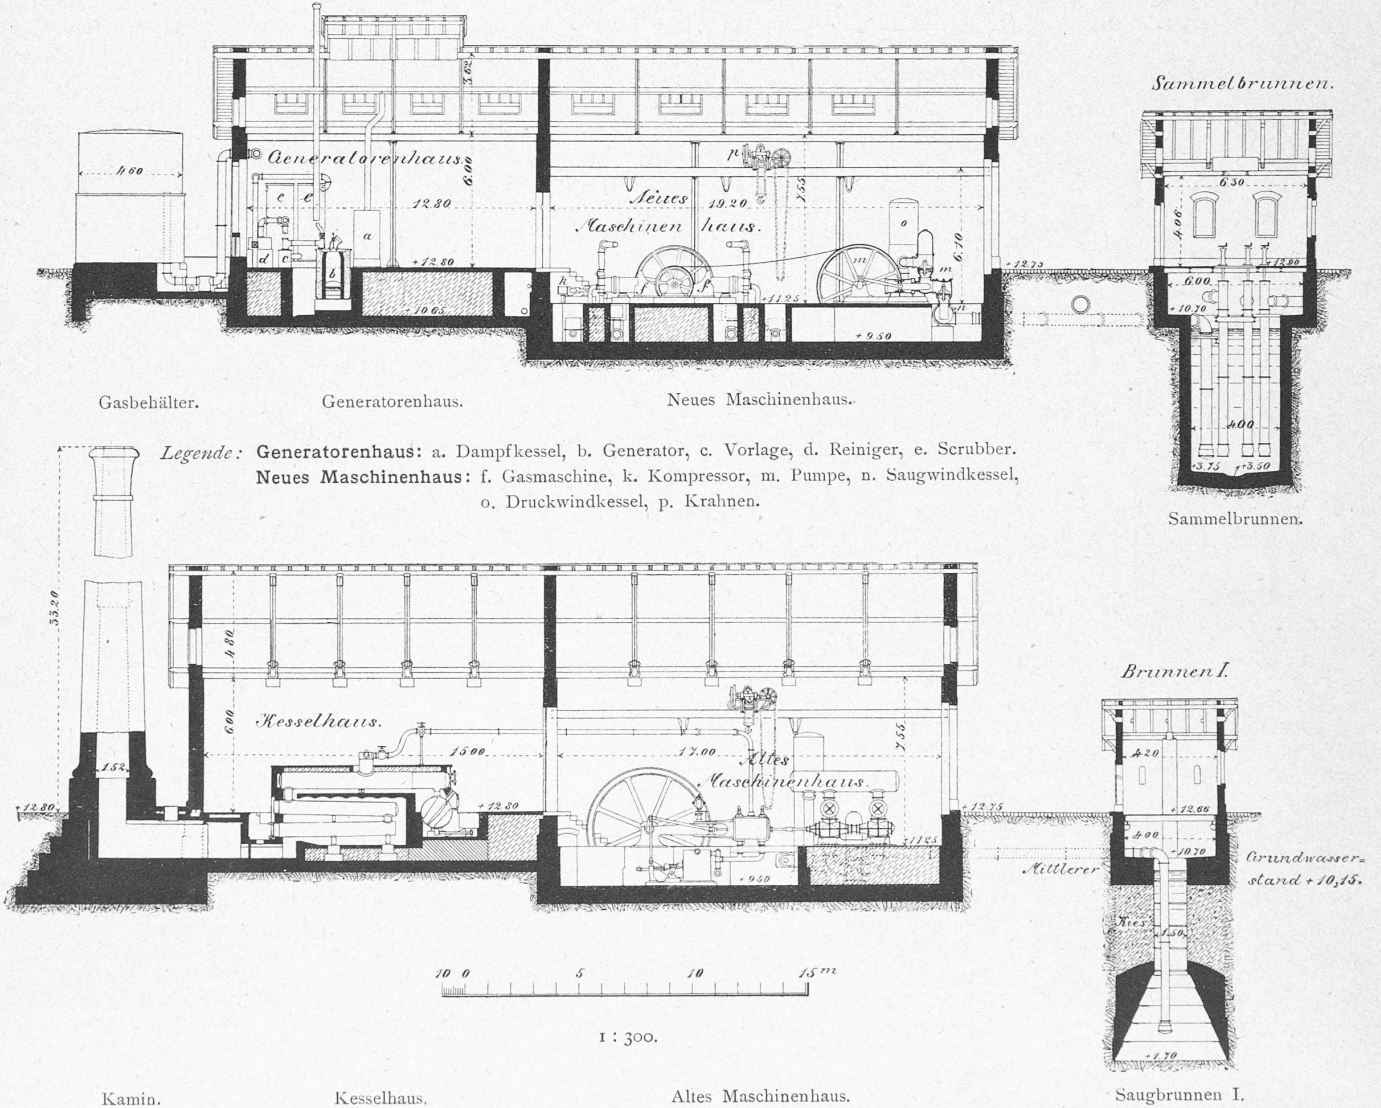 Sammelbrunnen.
3.62
460
Generatorenhaus.
6.00
12.80
c
e
a
b
d
c
+12.80
+10.65
p
Neues
19.20
Maschinenhaus.
7.55
6.10
o
m
m
n
k
f
+11.25
+9.50
+12.75
6.30
4.06
+12.90
6.00
+10.70
4.00
+3.75
+3.50
Gasbehälter.
Generatorenhaus.
Neues Maschinenhaus.
Sammelbrunnen.
Legende: Generatorenhaus: a. Dampfkessel, b. Generator, c. Vorlage, d. Reiniger, e. Scrubber.
Neues Maschinenhaus: f. Gasmaschine, k. Kompressor, m. Pumpe, n. Saugwindkessel,
o. Druckwindkessel, p. Krahnen.
33.20
1.52
+12.80
4.80
6.00
Kesselhaus.
15.00
+12.80
p
17.00
Altes
Maschinenhaus.
7.55
+11.25
+9.50
+12.75
Brunnen I.
4.20
+12.66
4.00
+10.70
Mittlerer
Grundwasser=
stand +10,15.
Kies
1.50
+1.70
10 0 5 10 15 m
1 : 300.
Kamin.
Kesselhaus.
Altes Maschinenhaus.
Saugbrunnen I.